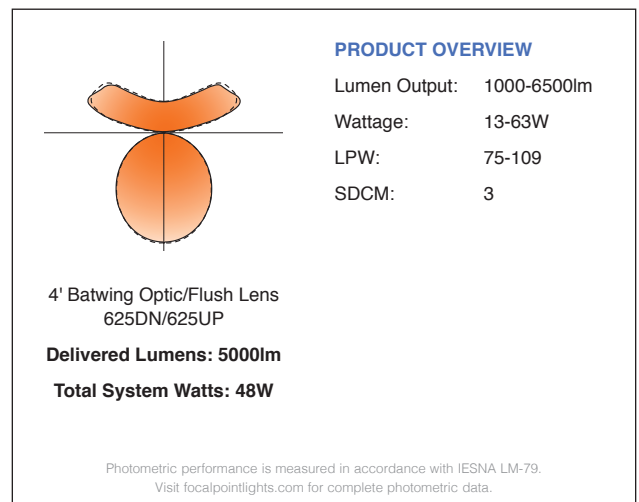 PRODUCT OVERVIEW
Lumen Output: 1000-6500lm
Wattage: 13-63W
LPW: 75-109
SDCM: 3
4' Batwing Optic/Flush Lens
625DN/625UP
Delivered Lumens: 5000lm
Total System Watts: 48W
Photometric performance is measured in accordance with IESNA LM-79.
Visit focalpointlights.com for complete photometric data.